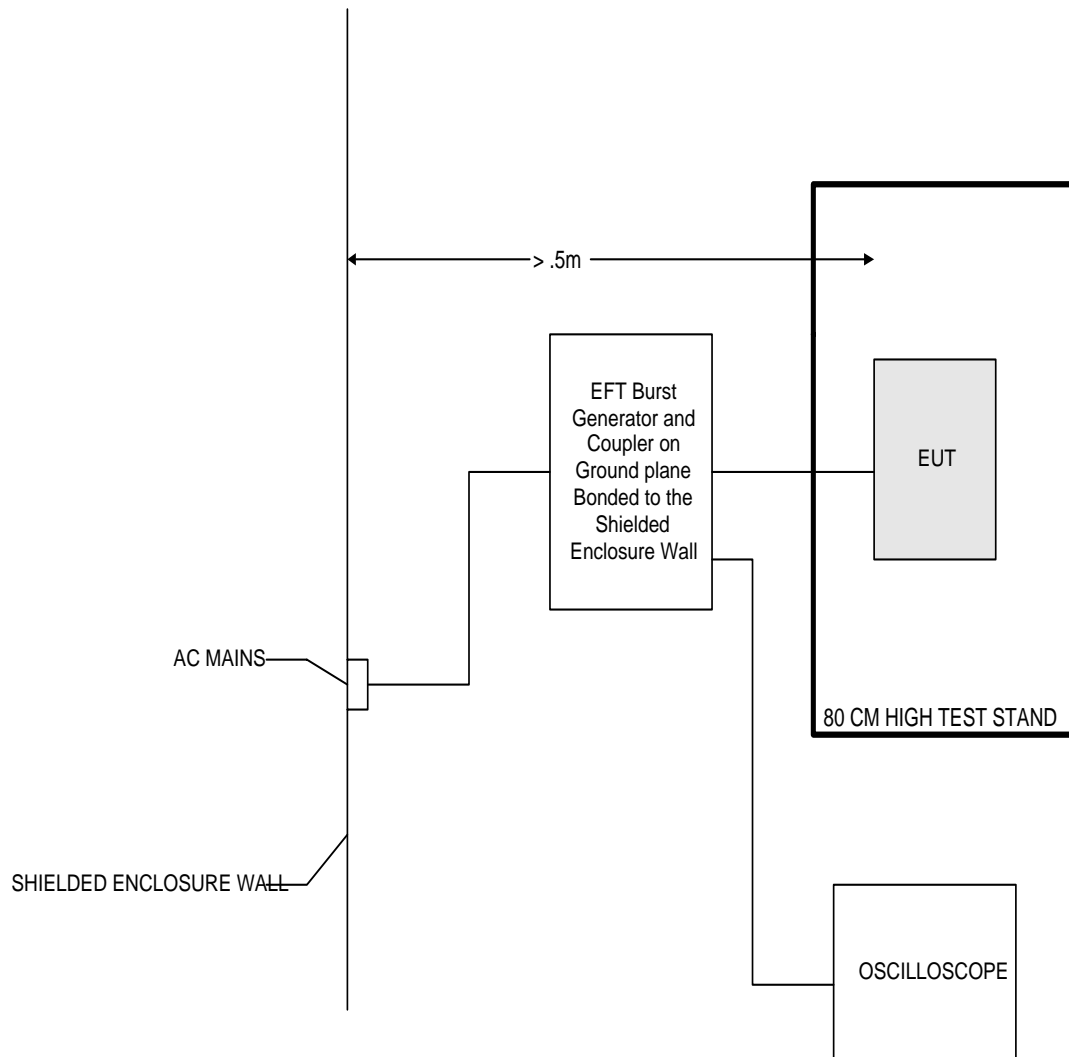 > .5m
EFT Burst
Generator and
Coupler on
Ground plane
Bonded to the
Shielded
Enclosure Wall
EUT
AC MAINS
80 CM HIGH TEST STAND
SHIELDED ENCLOSURE WALL
OSCILLOSCOPE